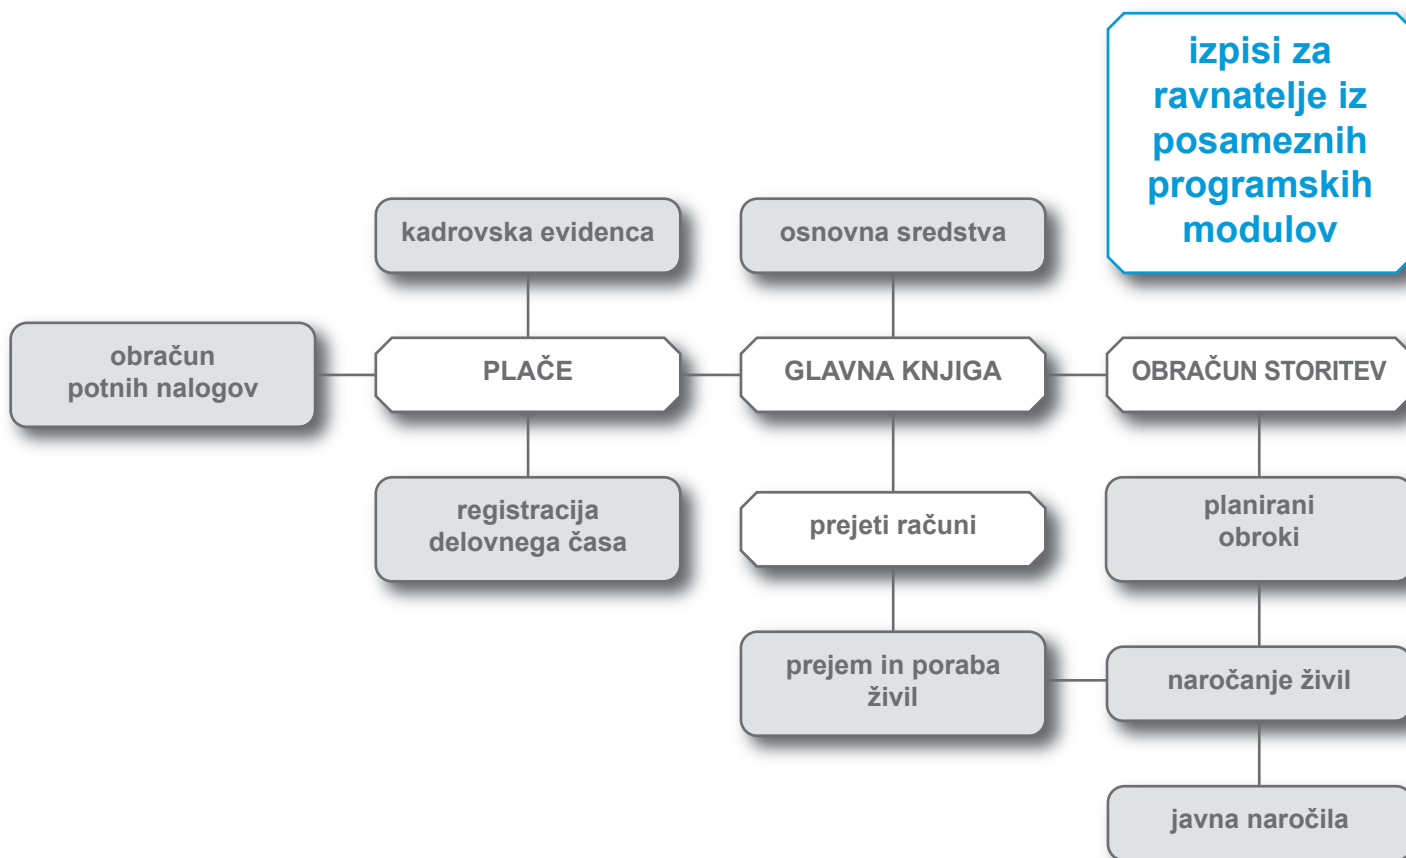 izpisi za
ravnatelje iz
posameznih
programskih
modulov
kadrovska evidenca
osnovna sredstva
obračun
potnih nalogov
PLAČE
GLAVNA KNJIGA
OBRAČUN STORITEV
registracija
delovnega časa
prejeti računi
planirani
obroki
prejem in poraba
živil
naročanje živil
javna naročila